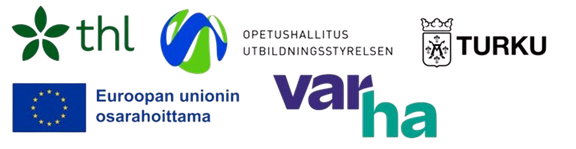 thl
OPETUSHALLITUS
UTBILDNINGSSTYRELSEN
TURKU
Euroopan unionin
osarahoittama
varha